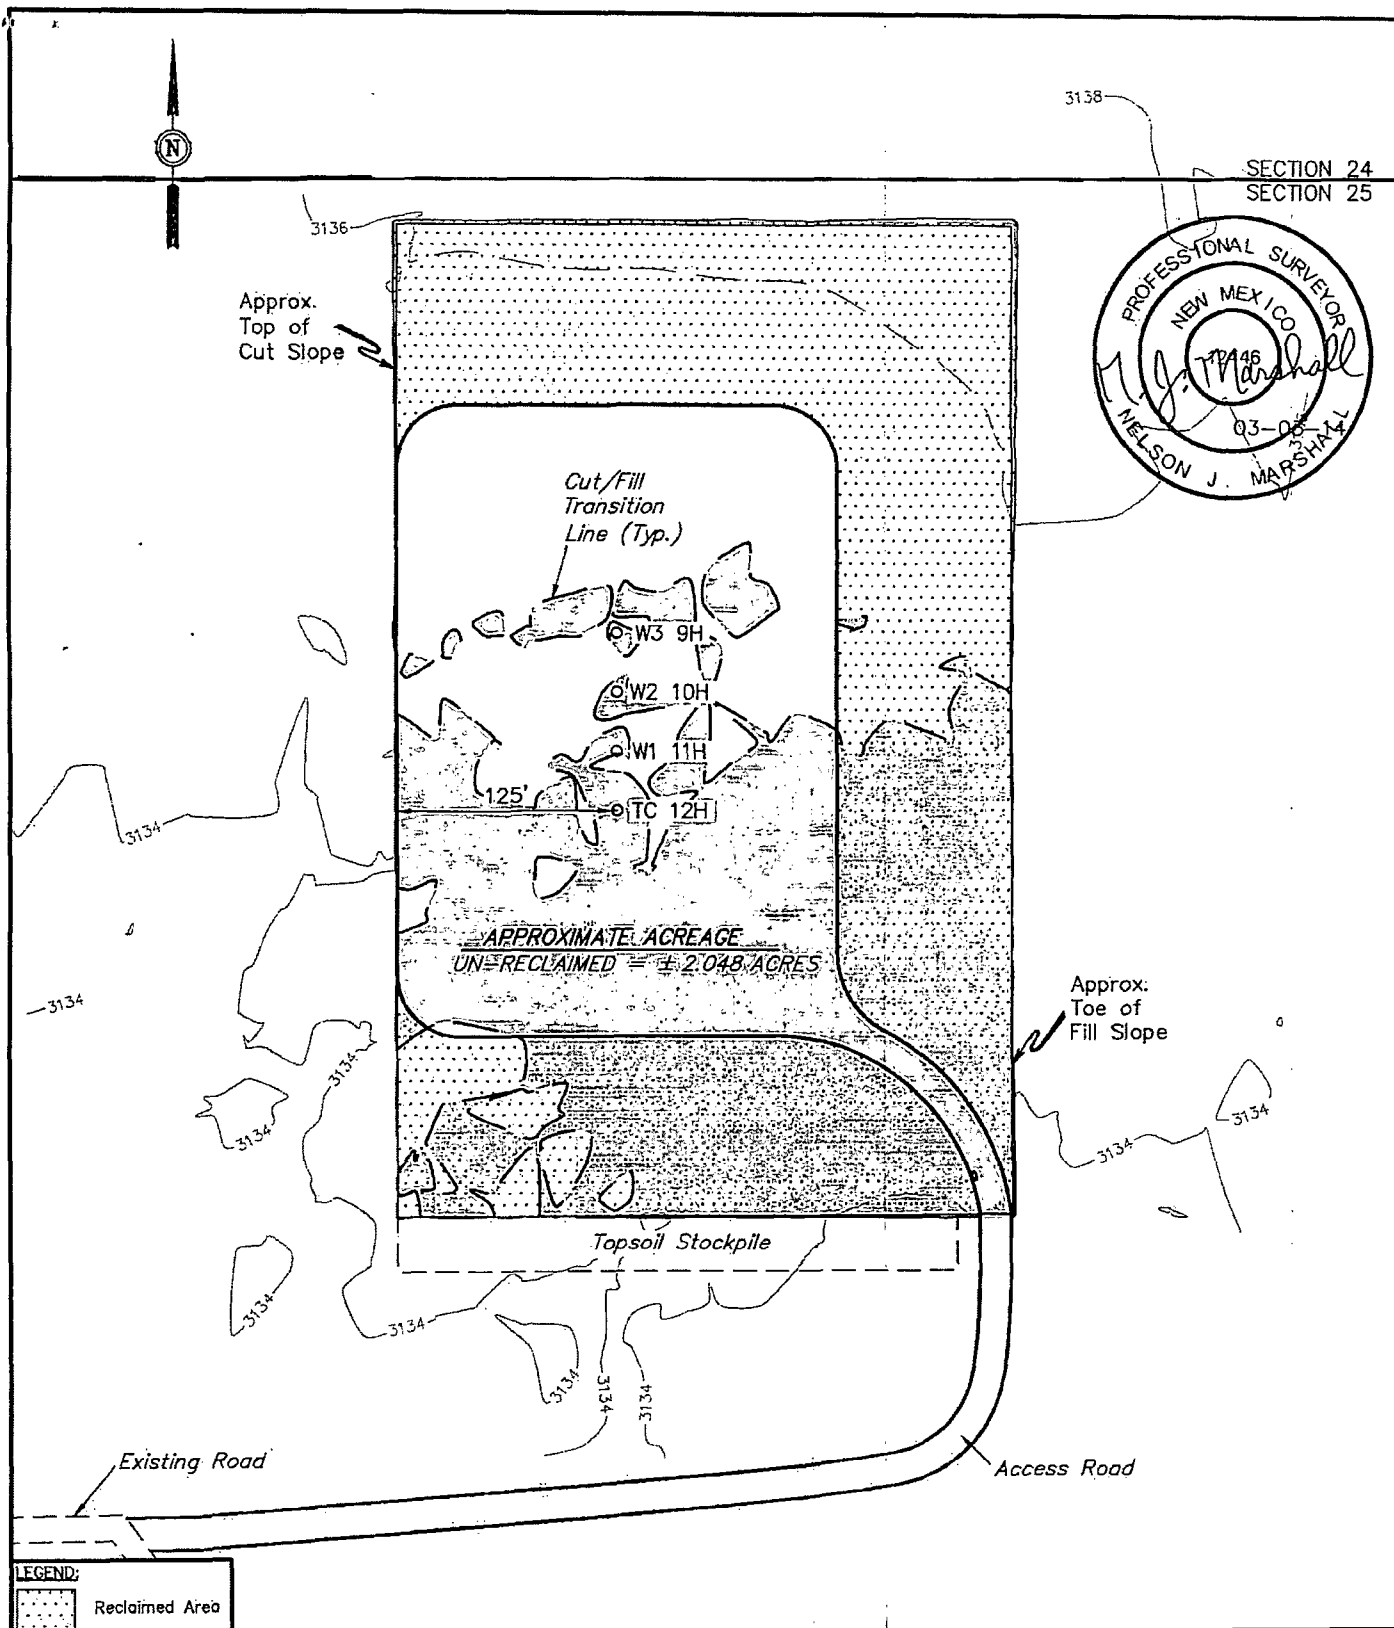 3138
SECTION 24
SECTION 25
N
3136
PROFESSIONAL SURVEYOR
NEW MEXICO
N. J. Marshall
NELSON J. MARSHALL
Approx.
Top of
Cut Slope
Cut/Fill
Transition
Line (Typ.)
W3 9H
W2 10H
W1 11H
125'
TC 12H
3134
APPROXIMATE ACREAGE
UN-RECLAIMED = ± 2.048 ACRES
3134
Approx.
Toe of
Fill Slope
3134
3134
3134
3134
Topsoil Stockpile
3134
3134
3134
3134
3134
Existing Road
Access Road
LEGEND:
Reclaimed Area